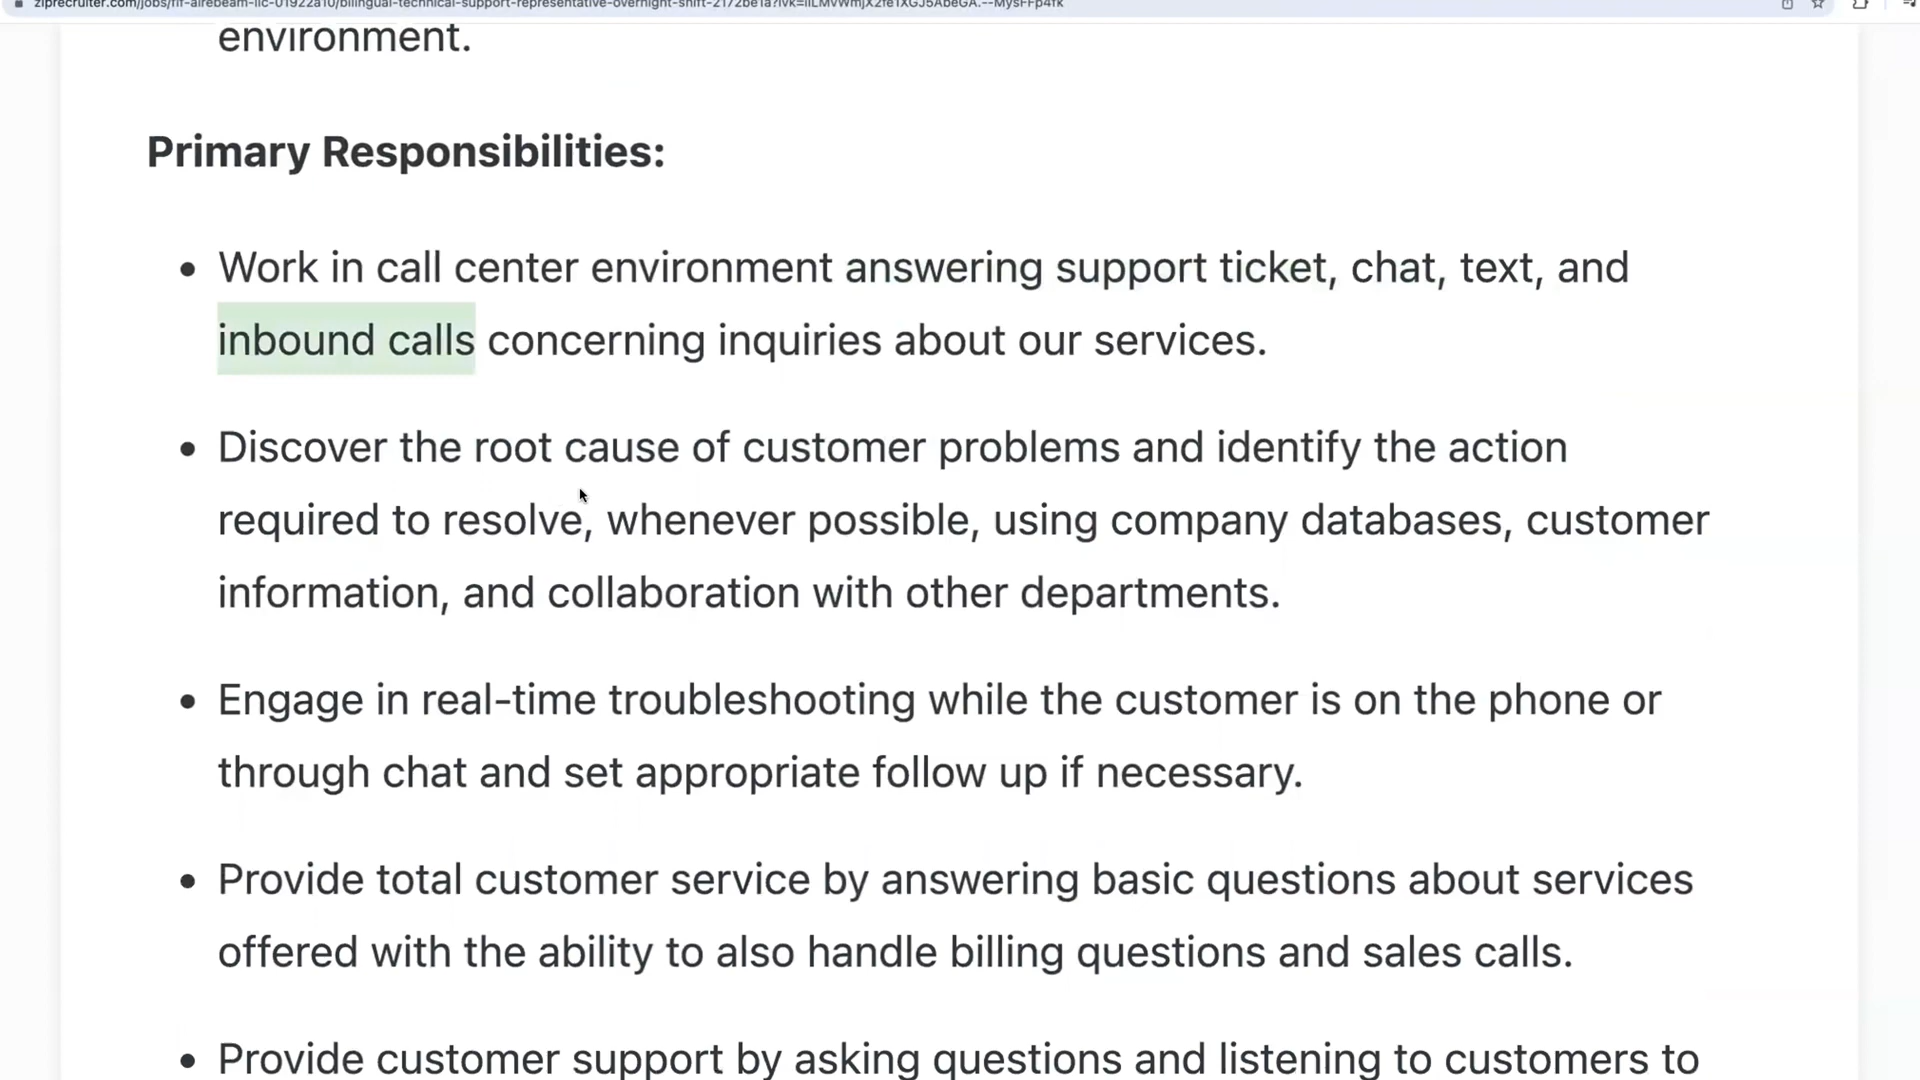 environment.
Primary Responsibilities:
• Work in call center environment answering support ticket, chat, text, and
inbound calls concerning inquiries about our services.
• Discover the root cause of customer problems and identify the action
required to resolve, whenever possible, using company databases, customer
information, and collaboration with other departments.
• Engage in real-time troubleshooting while the customer is on the phone or
through chat and set appropriate follow up if necessary.
• Provide total customer service by answering basic questions about services
offered with the ability to also handle billing questions and sales calls.
• Provide customer support by asking questions and listening to customers to